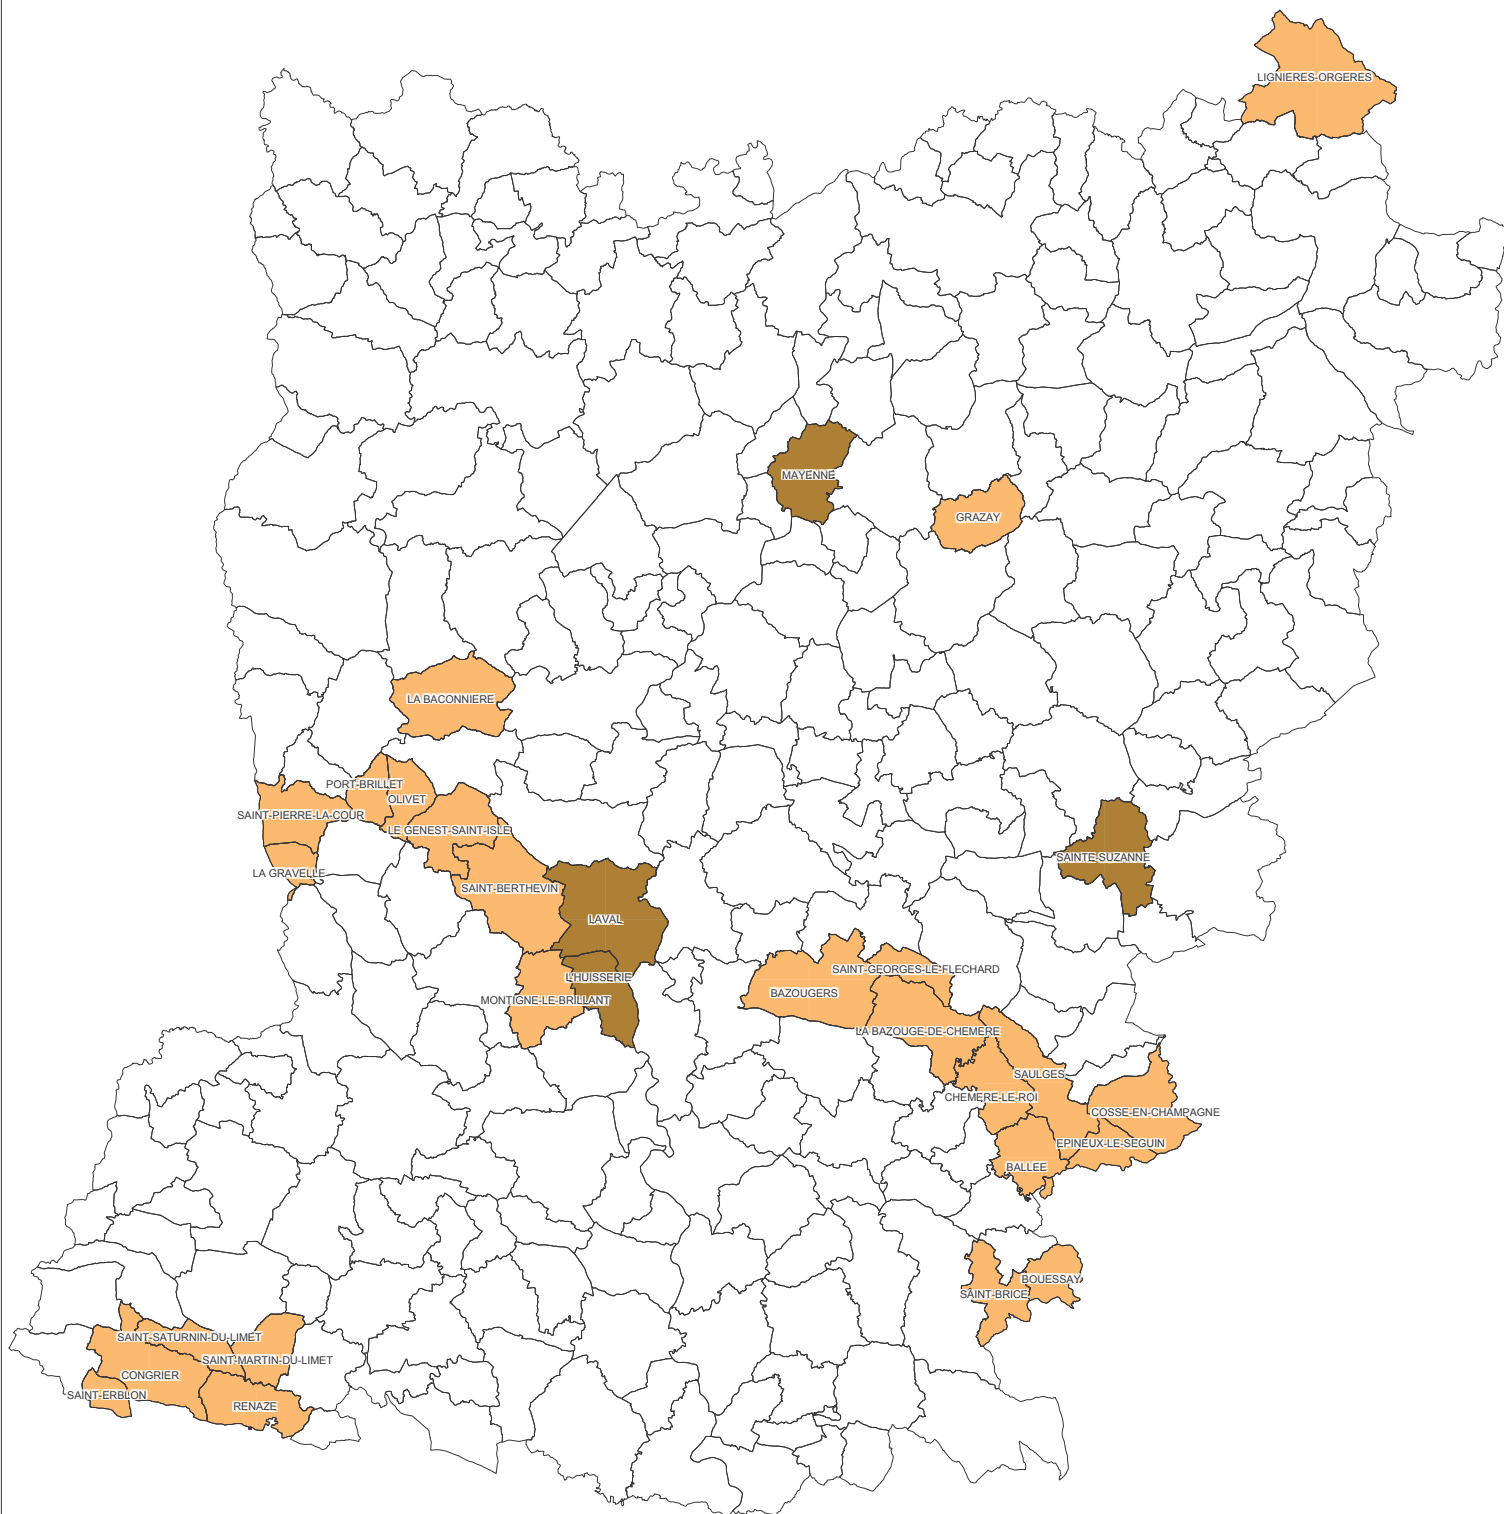 LIGNIERES-ORGERES
MAYENNE
GRAZAY
LA BACONNIERE
PORT-BRILLET
OLIVET
SAINT-PIERRE-LA-COUR
LE GENEST-SAINT-ISLE
SAINTE-SUZANNE
LA GRAVELLE
SAINT-BERTHEVIN
LAVAL
SAINT-GEORGES-LE-FLECHARD
L'HUISSERIE
BAZOUGERS
MONTIGNE-LE-BRILLANT
LA BAZOUGE-DE-CHEMERE
SAULGES
CHEMERE-LE-ROI
COSSE-EN-CHAMPAGNE
EPINEUX-LE-SEGUIN
BALLEE
BOUESSAY
SAINT-BRICE
SAINT-SATURNIN-DU-LIMET
SAINT-MARTIN-DU-LIMET
CONGRIER
SAINT-ERBLON
RENAZE